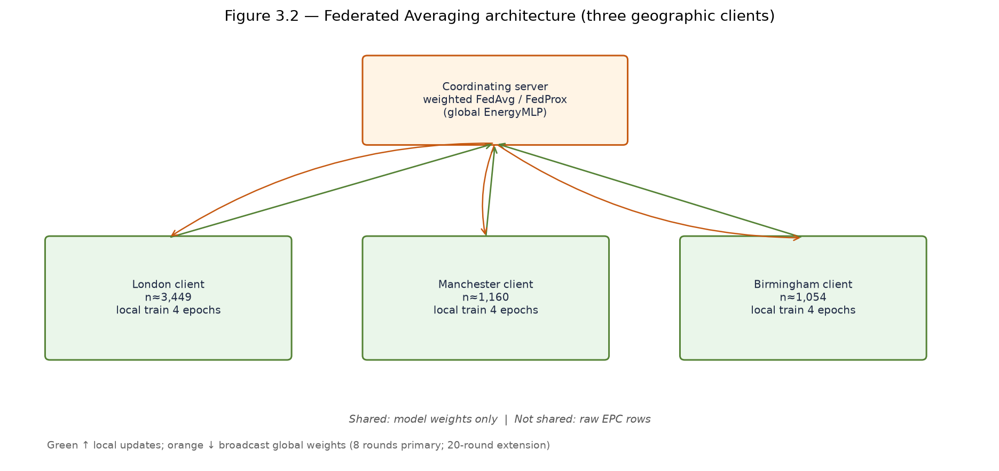 Figure 3.2 — Federated Averaging architecture (three geographic clients)
Coordinating server
weighted FedAvg / FedProx
(global EnergyMLP)
London client
n≈3,449
local train 4 epochs
Manchester client
n≈1,160
local train 4 epochs
Birmingham client
n≈1,054
local train 4 epochs
Shared: model weights only | Not shared: raw EPC rows
Green ↑ local updates; orange ↓ broadcast global weights (8 rounds primary; 20-round extension)